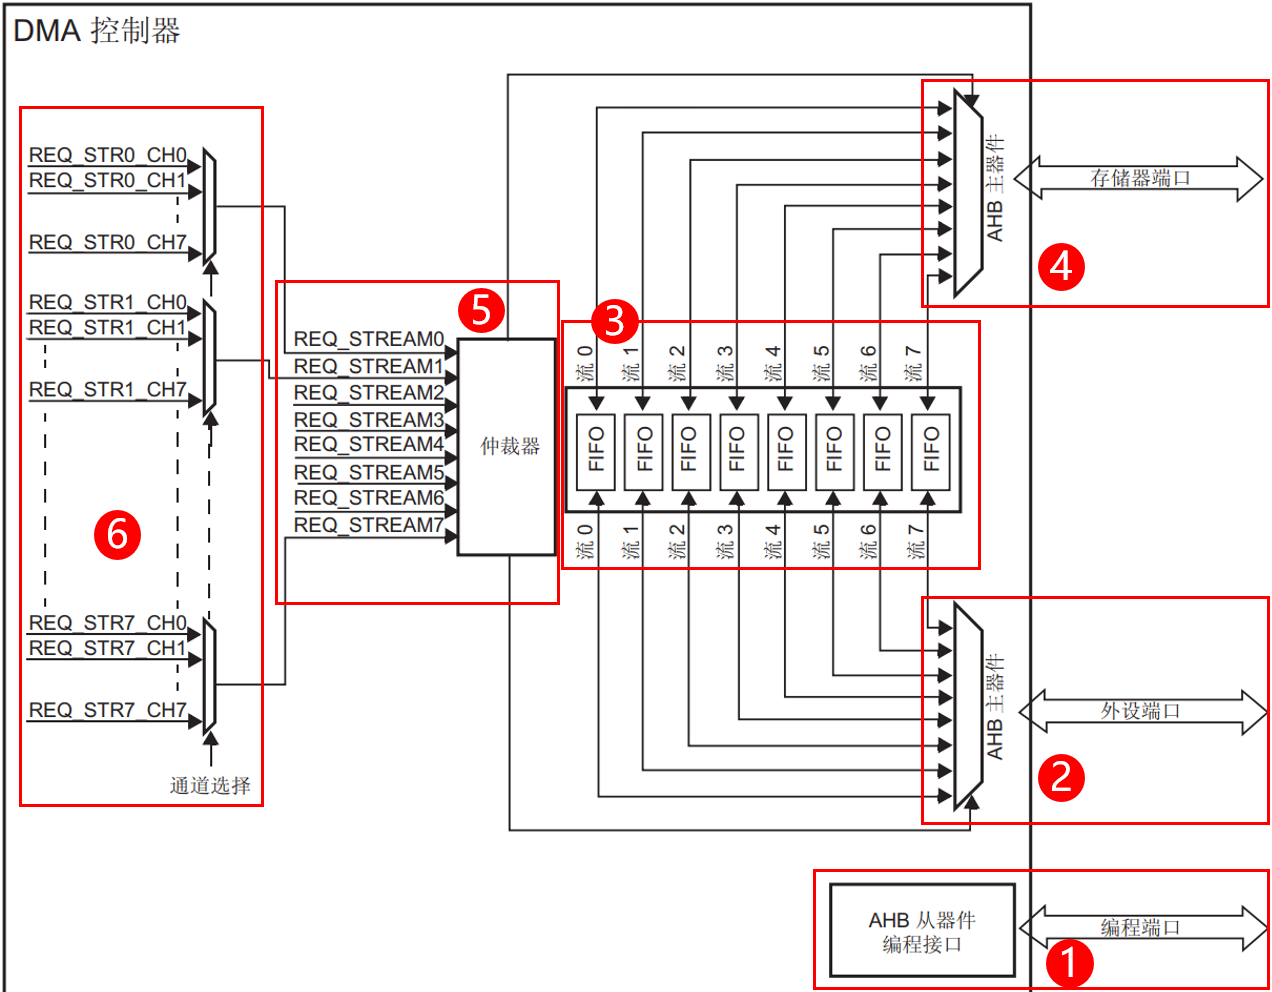 DMA 控制器
REQ_STR0_CH0
REQ_STR0_CH1
REQ_STR0_CH7
REQ_STR1_CH0
REQ_STR1_CH1
REQ_STR1_CH7
6
REQ_STR7_CH0
REQ_STR7_CH1
REQ_STR7_CH7
通道选择
5
REQ_STREAM0
REQ_STREAM1
REQ_STREAM2
REQ_STREAM3
REQ_STREAM4
REQ_STREAM5
REQ_STREAM6
REQ_STREAM7
仲裁器
3
流 0
流 1
流 2
流 3
流 4
流 5
流 6
流 7
FIFO
FIFO
FIFO
FIFO
FIFO
FIFO
FIFO
FIFO
流 0
流 1
流 2
流 3
流 4
流 5
流 6
流 7
AHB 主器件
存储器端口
4
AHB 主器件
外设端口
2
AHB 从器件
编程接口
编程端口
1